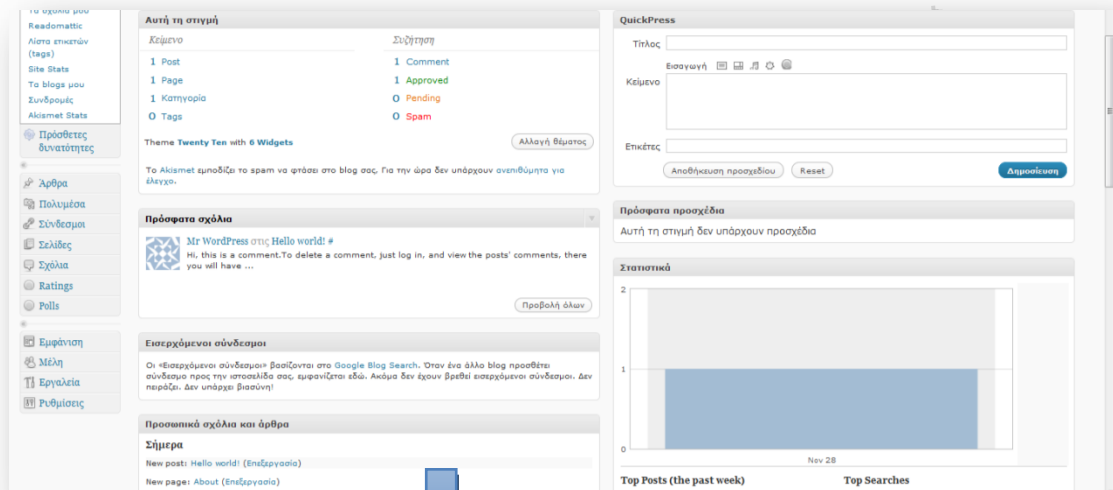 Τα σχόλια μου
Readomattic
Λίστα ετικετών
(tags)
Site Stats
Τα blogs μου
Συνδρομές
Akismet Stats
Πρόσθετες
δυνατότητες
Άρθρα
Πολυμέσα
Σύνδεσμοι
Σελίδες
Σχόλια
Ratings
Polls
Εμφάνιση
Μέλη
Εργαλεία
Ρυθμίσεις
Αυτή τη στιγμή
Κείμενο
1 Post
1 Page
1 Κατηγορία
0 Tags
Συζήτηση
1 Comment
1 Approved
0 Pending
0 Spam
Theme Twenty Ten with 6 Widgets
Αλλαγή θέματος
Το Akismet εμποδίζει το spam να φτάσει στο blog σας. Για την ώρα δεν υπάρχουν ανεπιθύμητα για
έλεγχο.
Πρόσφατα σχόλια
Mr WordPress στις Hello world! #
Hi, this is a comment.To delete a comment, just log in, and view the posts' comments, there
you will have ...
Προβολή όλων
Εισερχόμενοι σύνδεσμοι
Οι «Εισερχόμενοι σύνδεσμοι» βασίζονται στο Google Blog Search. Όταν ένα άλλο blog προσθέτει
σύνδεσμο προς την ιστοσελίδα σας, εμφανίζεται εδώ. Ακόμα δεν έχουν βρεθεί εισερχόμενοι σύνδεσμοι. Δεν
πειράζει. Δεν υπάρχει βιασύνη!
Προσωπικά σχόλια και άρθρα
Σήμερα
New post: Hello world! (Επεξεργασία)
New page: About (Επεξεργασία)
QuickPress
Τίτλος
Εισαγωγή
Κείμενο
Ετικέτες
Αποθήκευση προσχεδίου
Reset
Δημοσίευση
Πρόσφατα προσχέδια
Αυτή τη στιγμή δεν υπάρχουν προσχέδια
Στατιστικά
2
1
0
Nov 28
Top Posts (the past week)
Top Searches